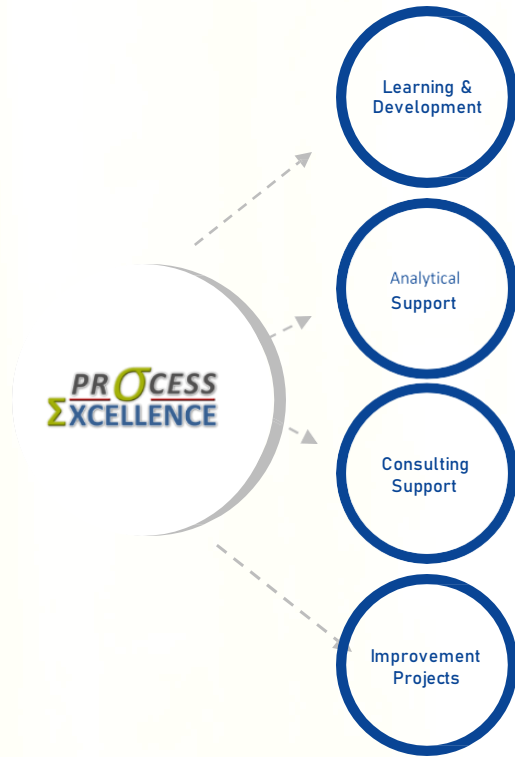 Learning &
Development
Analytical
Support
PROCESS
ΣXCELLENCE
Consulting
Support
Improvement
Projects